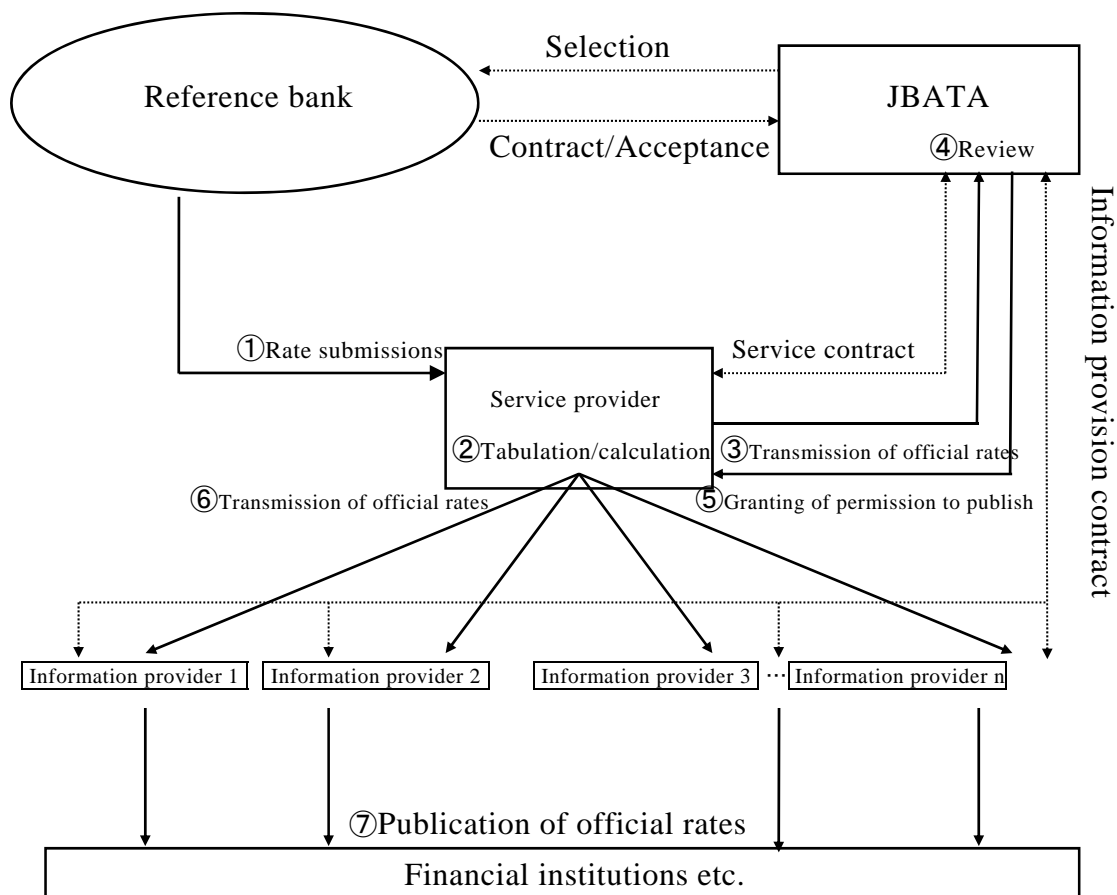 Selection
Reference bank
JBATA
Contract/Acceptance
④Review
Information provision contract
①Rate submissions
Service contract
Service provider
②Tabulation/calculation
③Transmission of official rates
⑥Transmission of official rates
⑤Granting of permission to publish
Information provider 1
Information provider 2
Information provider 3
…
Information provider n
⑦Publication of official rates
Financial institutions etc.